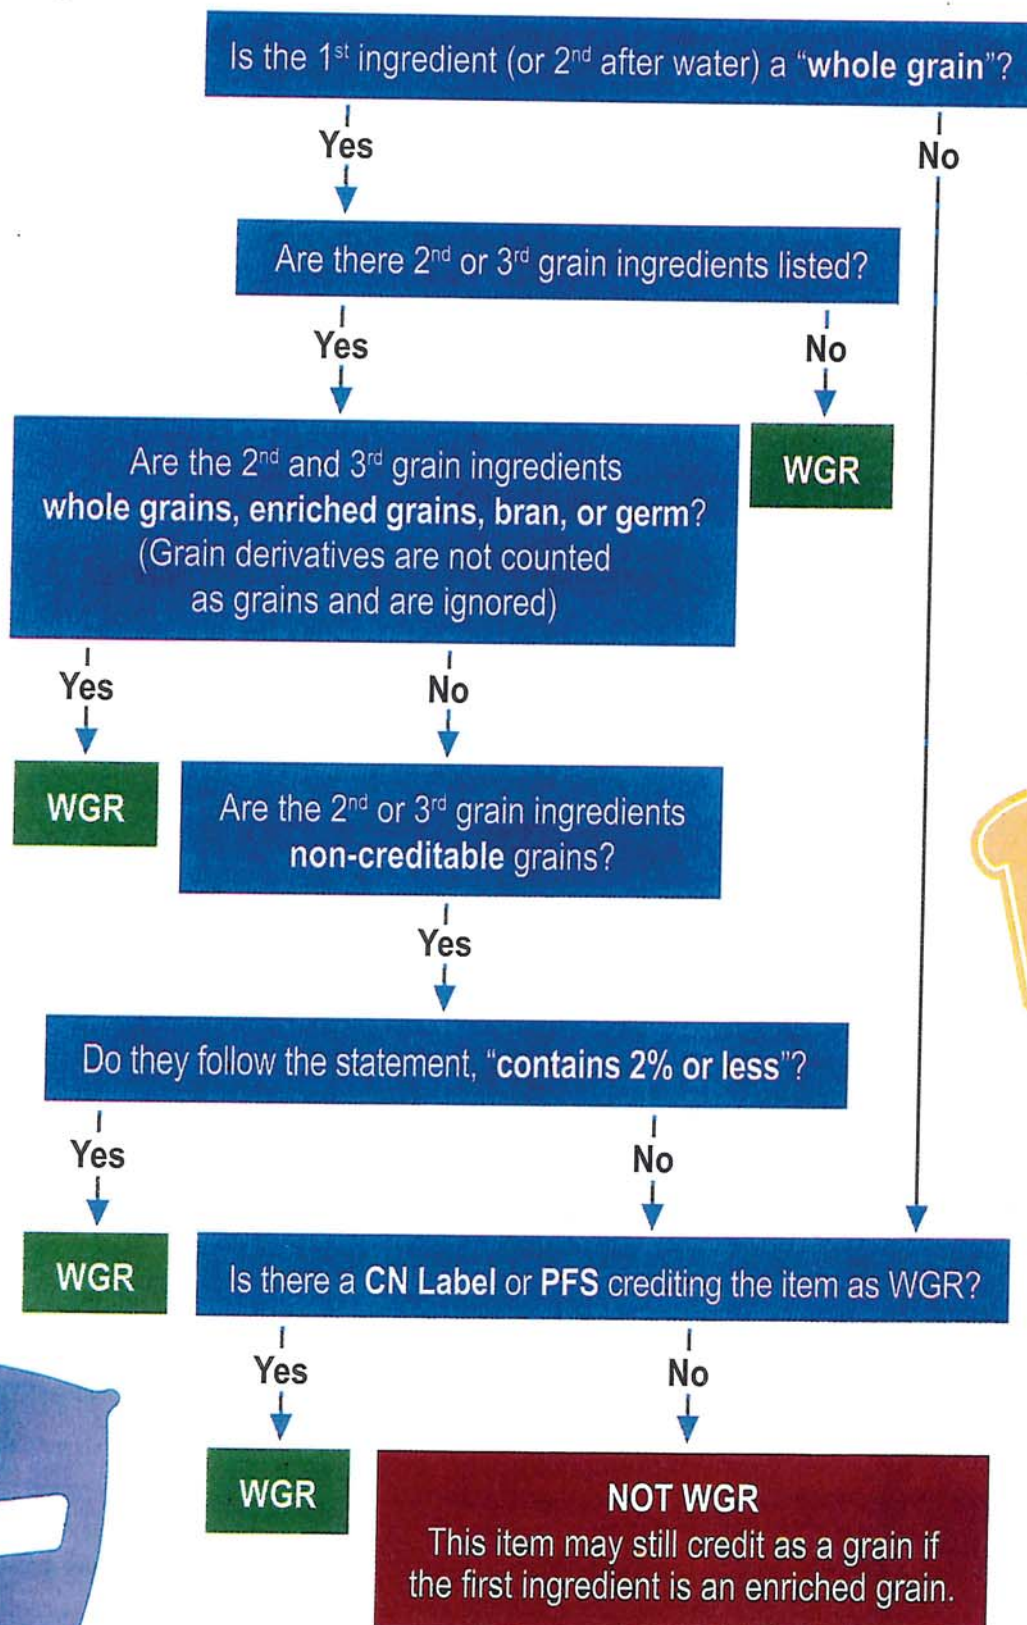 Is the 1st ingredient (or 2nd after water) a “whole grain”?
Yes
No
Are there 2nd or 3rd grain ingredients listed?
Yes
No
Are the 2nd and 3rd grain ingredients
whole grains, enriched grains, bran, or germ?
(Grain derivatives are not counted
as grains and are ignored)
WGR
Yes
No
WGR
Are the 2nd or 3rd grain ingredients
non-creditable grains?
Yes
Do they follow the statement, “contains 2% or less”?
Yes
No
WGR
Is there a CN Label or PFS crediting the item as WGR?
Yes
No
WGR
NOT WGR
This item may still credit as a grain if
the first ingredient is an enriched grain.